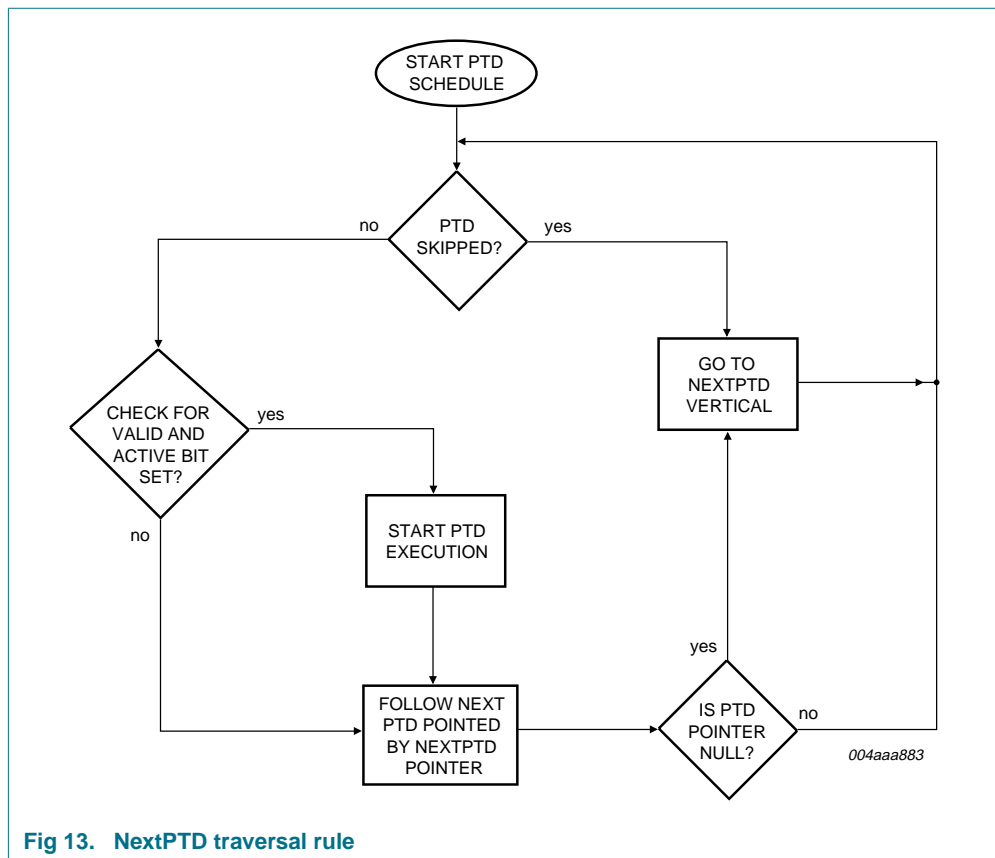 START PTD
SCHEDULE
PTD
SKIPPED?
no
yes
GO TO
NEXTPTD
VERTICAL
CHECK FOR
VALID AND
ACTIVE BIT
SET?
yes
no
START PTD
EXECUTION
FOLLOW NEXT
PTD POINTED
BY NEXTPTD
POINTER
IS PTD
POINTER
NULL?
yes
no
004aaa883
Fig 13. NextPTD traversal rule